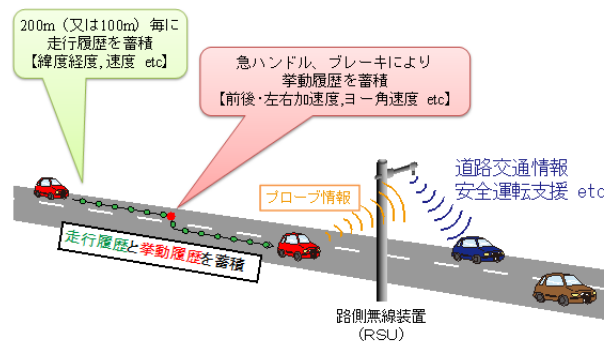 200m（又は100m）毎に
走行履歴を蓄積
【緯度経度,速度 etc】
急ハンドル、ブレーキにより
挙動履歴を蓄積
【前後・左右加速度,ヨー角速度 etc】
プローブ情報
道路交通情報
安全運転支援 etc
走行履歴と挙動履歴を蓄積
路側無線装置
（RSU）